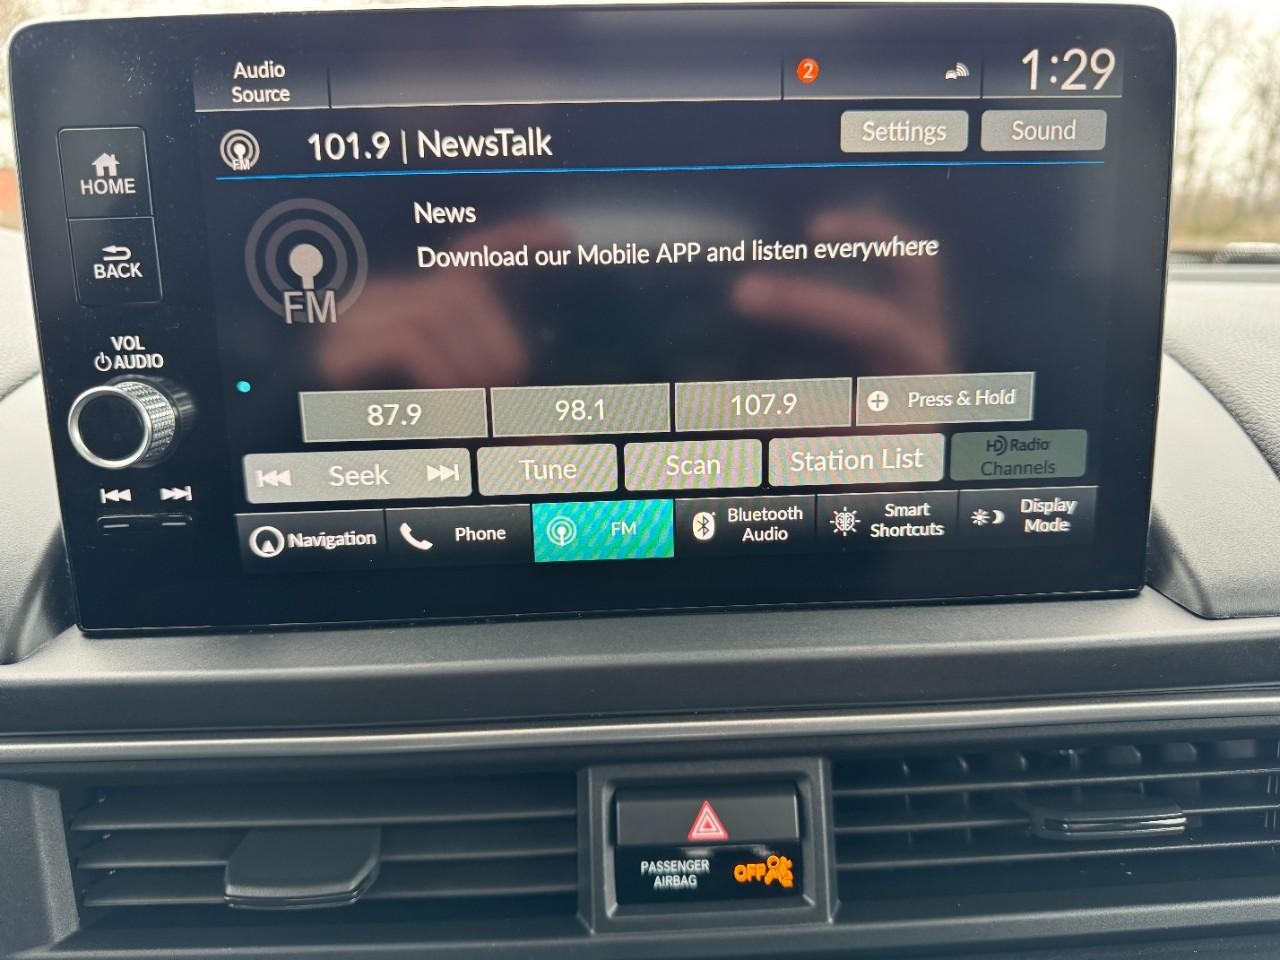 Audio
Source
2
1:29
HOME
BACK
VOL
AUDIO
FM
101.9 | NewsTalk
Settings
Sound
FM
News
Download our Mobile APP and listen everywhere
87.9
98.1
107.9
Press & Hold
Seek
Tune
Scan
Station List
HD Radio
Channels
Navigation
Phone
FM
Bluetooth
Audio
Smart
Shortcuts
Display
Mode
PASSENGER
AIRBAG
OFF